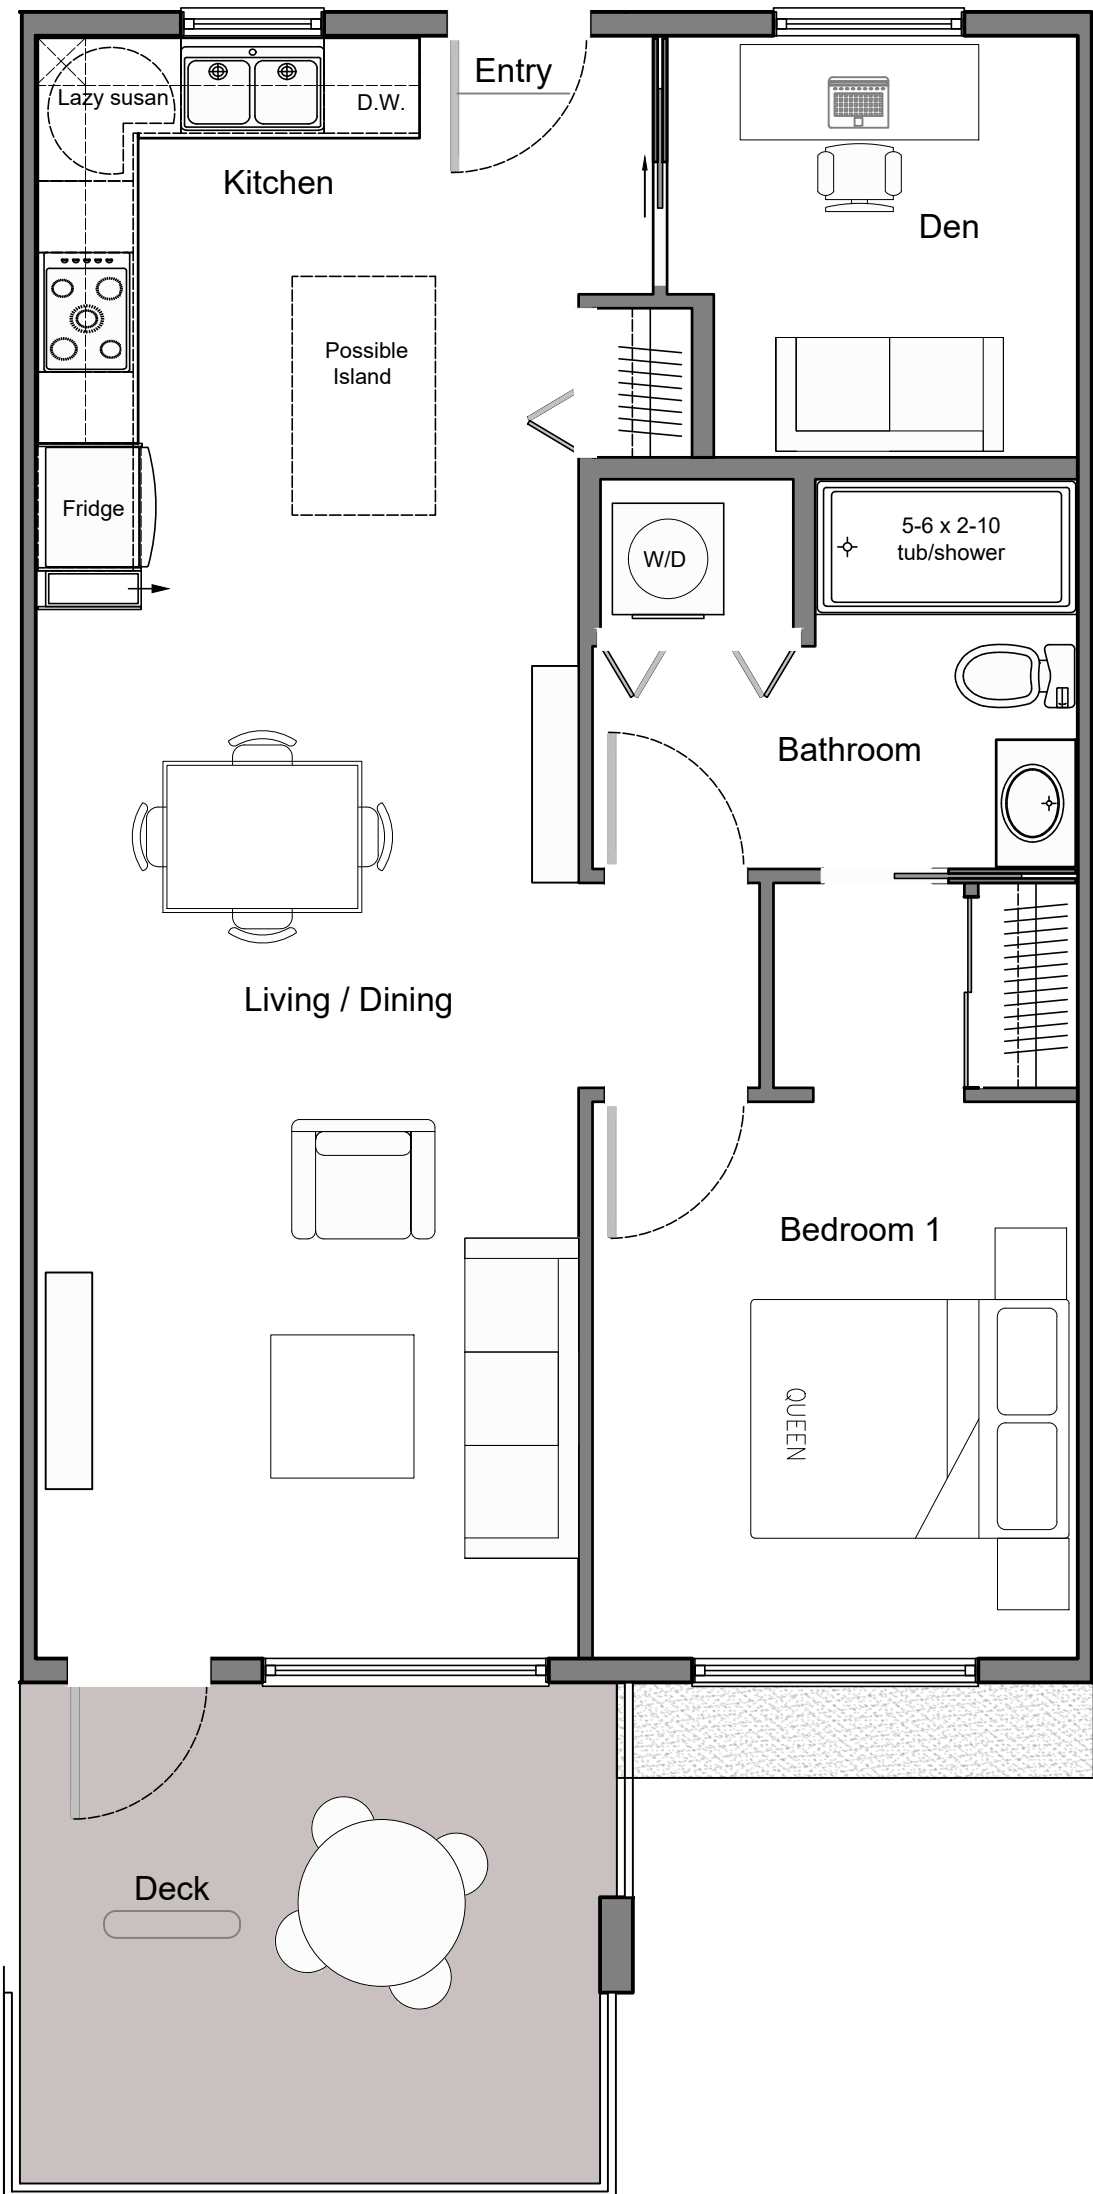 Entry
Lazy susan
D.W.
Kitchen
Den
Possible
Island
Fridge
W/D
5-6 x 2-10
tub/shower
Bathroom
Living / Dining
Bedroom 1
QUEEN
Deck